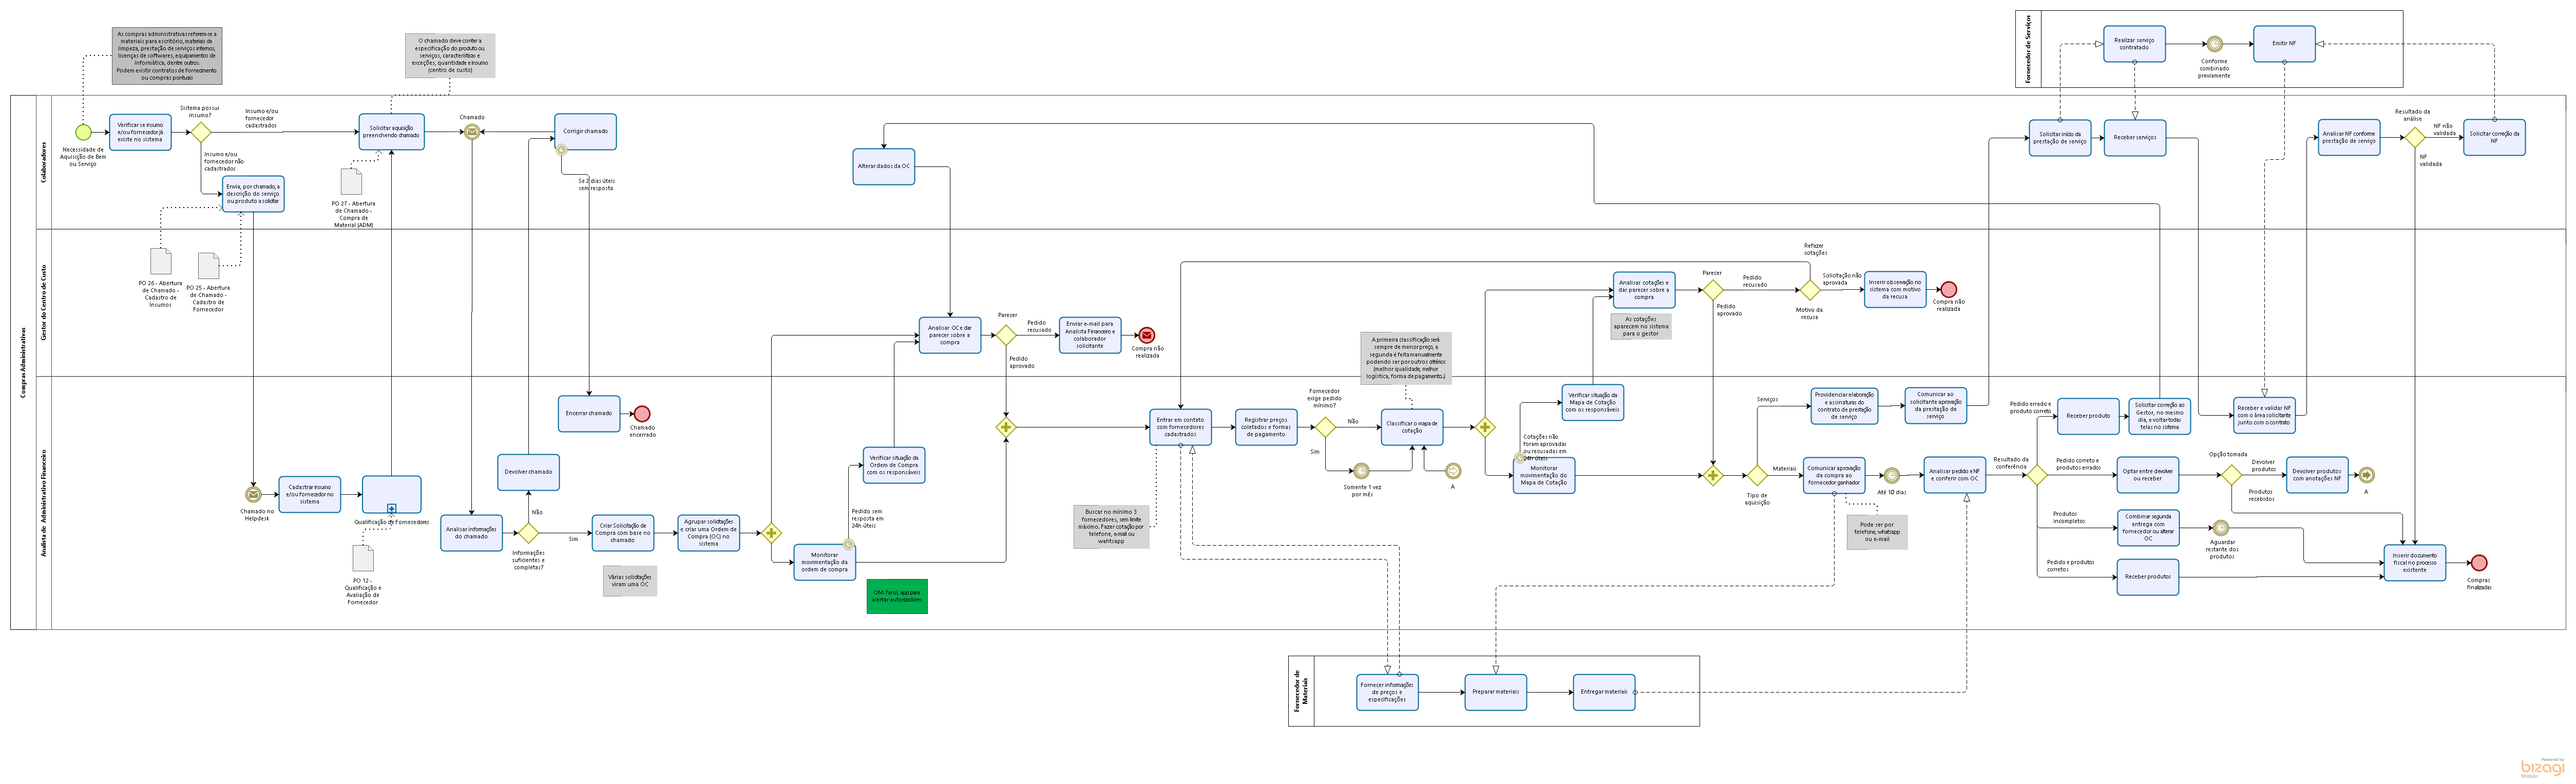 As compras administrativas referem-se a
materiais para escritório, materiais de
limpeza, prestação de serviços internos,
licenças de softwares, equipamentos de
informática, dentre outros.
Podem existir contratos de fornecimento
ou compras pontuais
O chamado deve conter a
especificação do produto ou
serviços, características e
exceções, quantidade e insumo
(centro de custo)
Fornecedor de Serviços
Realizar serviço
contratado
Conforme
combinado
previamente
Emitir NF
Compras Administrativas
Colaboradores
Necessidade de
Aquisição de Bem
ou Serviço
Verificar se insumo
e/ou fornecedor já
existe no sistema
Sistema possui
insumo?
Insumo e/ou
fornecedor
cadastrados
Insumo e/ou
fornecedor não
cadastrados
Envia, por chamado, a
descrição do serviço
ou produto a solicitar
Solicitar aquisição
preenchendo chamado
PO 27 - Abertura
de Chamado -
Compra de
Material (ADM)
Chamado
Corrigir chamado
Se 2 dias úteis
sem resposta
Alterar dados da OC
Solicitar início da
prestação de serviço
Receber serviços
Analisar NF conforme
prestação de serviço
Resultado da
análise
NF não
validada
NF
validada
Solicitar correção da
NF
Gestor do Centro de Custo
PO 26 - Abertura
de Chamado -
Cadastro de
Insumos
PO 25 - Abertura
de Chamado -
Cadastro de
Fornecedor
Analisar OC e dar
parecer sobre a
compra
Parecer
Pedido
recusado
Pedido
aprovado
Enviar e-mail para
Analista Financeiro e
colaborador
solicitante
Compra não
realizada
A primeira classificação será
sempre de menor preço, a
segunda é feita manualmente
podendo ser por outros critérios
(melhor qualidade, melhor
logística, forma de pagamento.)
Analisar cotações e
dar parecer sobre a
compra
As cotações
aparecem no sistema
para o gestor
Parecer
Pedido
recusado
Pedido
aprovado
Refazer
cotações
Motivo da
recusa
Solicitação não
aprovada
Inserir observação no
sistema com motivo
da recusa
Compra não
realizada
Analista de Administrativo Financeiro
Chamado no
Helpdesk
Cadastrar insumo
e/ou fornecedor no
sistema
Qualificação de Fornecedores
PO 12 -
Qualificação e
Avaliação de
Fornecedor
Analisar informações
do chamado
Devolver chamado
Não
Sim
Informações
suficientes e
completas?
Encerrar chamado
Chamado
encerrado
Criar Solicitação de
Compra com base no
chamado
Várias solicitações
viram uma OC
Agrupar solicitações
e criar uma Ordem de
Compra (OC) no
sistema
Monitorar
movimentação da
ordem de compra
Pedido sem
resposta em
24h úteis
Verificar situação da
Ordem de Compra
com os responsáveis
OM: farol, app para
alertar autorizadores
Entrar em contato
com fornecedores
cadastrados
Buscar no mínimo 3
fornecedores, sem limite
máximo. Fazer cotação por
telefone, e-mail ou
wahtsapp
Registrar preços
coletados e formas
de pagamento
Fornecedor
exige pedido
mínimo?
Não
Sim
Somente 1 vez
por mês
Classificar o mapa de
cotação
A
Cotações não
foram aprovadas
ou recusadas em
24h úteis
Verificar situação da
Mapa de Cotação
com os responsáveis
Monitorar
movimentação do
Mapa de Cotação
Tipo de
aquisição
Serviços
Materiais
Providenciar elaboração
e assinaturas do
contrato de prestação
de serviço
Comunicar ao
solicitante aprovação
da prestação de
serviço
Comunicar aprovação
da compra ao
fornecedor ganhador
Pode ser por
telefone, whatsapp
ou e-mail
Até 10 dias
Analisar pedido e NF
e conferir com OC
Resultado da
conferência
Pedido errado e
produto correto
Receber produto
Solicitar correção ao
Gestor, no mesmo
dia, e voltar todas
telas no sistema
Receber e validar NF
com o área solicitante
junto com o contrato
Pedido correto e
produtos errados
Optar entre devolver
ou receber
Opção tomada
Devolver
produtos
Produtos
recebidos
Devolver produtos
com anotações NF
A
Produtos
incompletos
Combinar segunda
entrega com
fornecedor ou alterar
OC
Aguardar
restante dos
produtos
Pedido e produtos
corretos
Receber produtos
Inserir documento
fiscal no processo
existente
Compras
finalizadas
Fornecedor de
Materiais
Fornecer informações
de preços e
especificações
Preparar materiais
Entregar materiais
Powered by
bizagi
Modeler